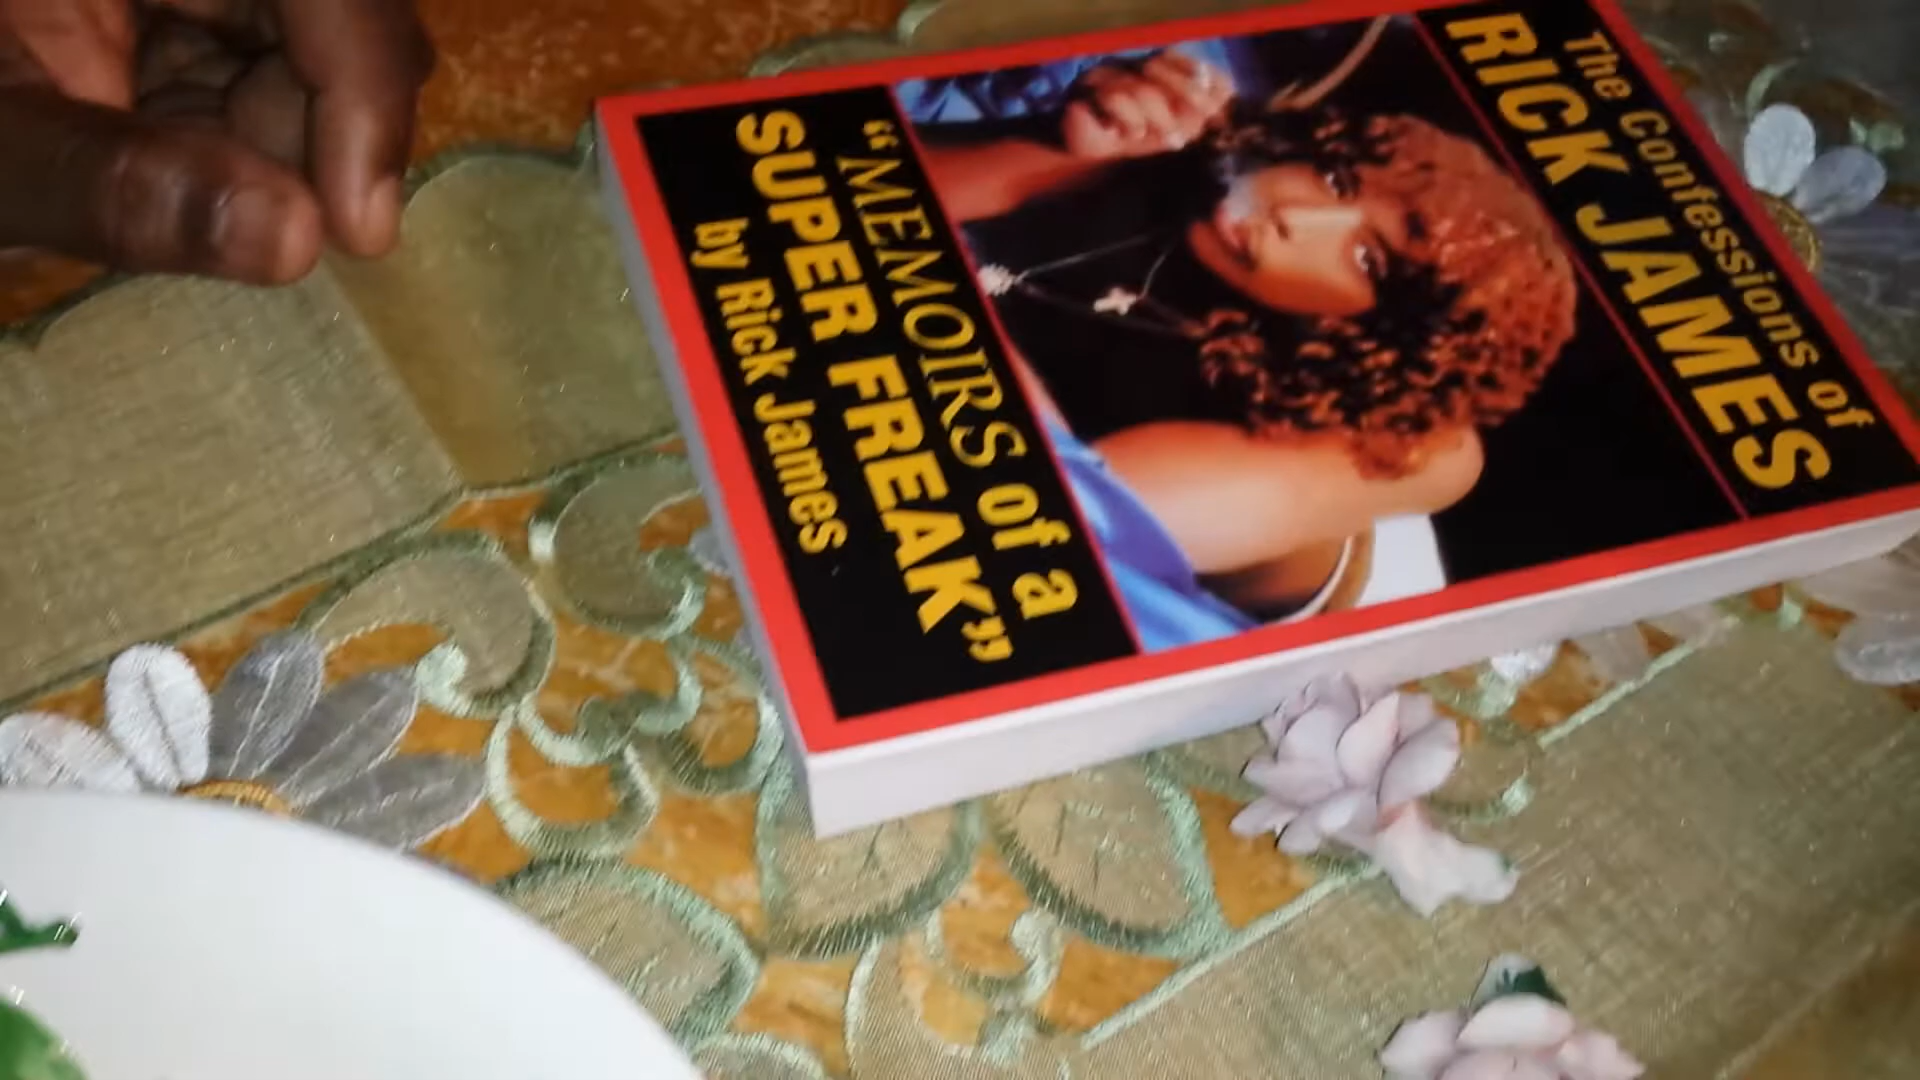 The Confessions of
RICK JAMES
“MEMOIRS of a
SUPER FREAK”
by Rick James